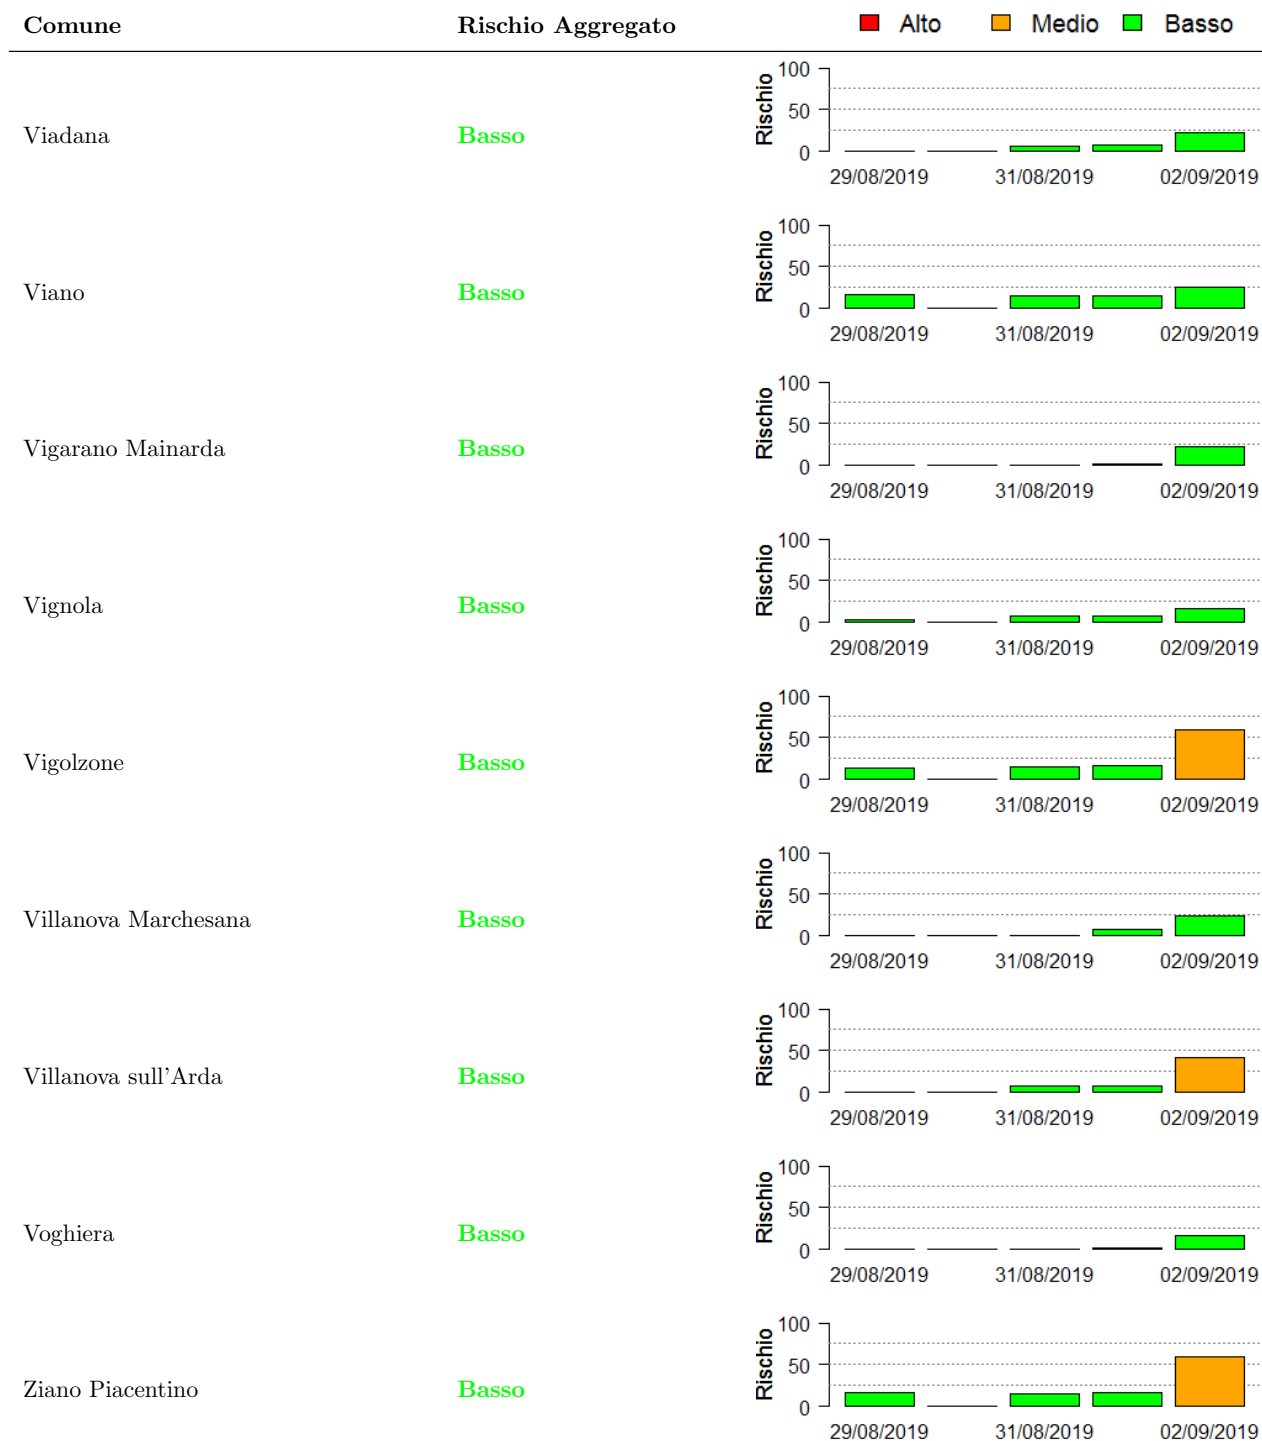 Comune Rischio Aggregato Alto Medio Basso
100
50
0
Rischio
Viadana Basso
29/08/2019 31/08/2019 02/09/2019
100
50
0
Rischio
Viano Basso
29/08/2019 31/08/2019 02/09/2019
100
50
0
Rischio
Vigarano Mainarda Basso
29/08/2019 31/08/2019 02/09/2019
100
50
0
Rischio
Vignola Basso
29/08/2019 31/08/2019 02/09/2019
100
50
0
Rischio
Vigolzone Basso
29/08/2019 31/08/2019 02/09/2019
100
50
0
Rischio
Villanova Marchesana Basso
29/08/2019 31/08/2019 02/09/2019
100
50
0
Rischio
Villanova sull'Arda Basso
29/08/2019 31/08/2019 02/09/2019
100
50
0
Rischio
Voghiera Basso
29/08/2019 31/08/2019 02/09/2019
100
50
0
Rischio
Ziano Piacentino Basso
29/08/2019 31/08/2019 02/09/2019